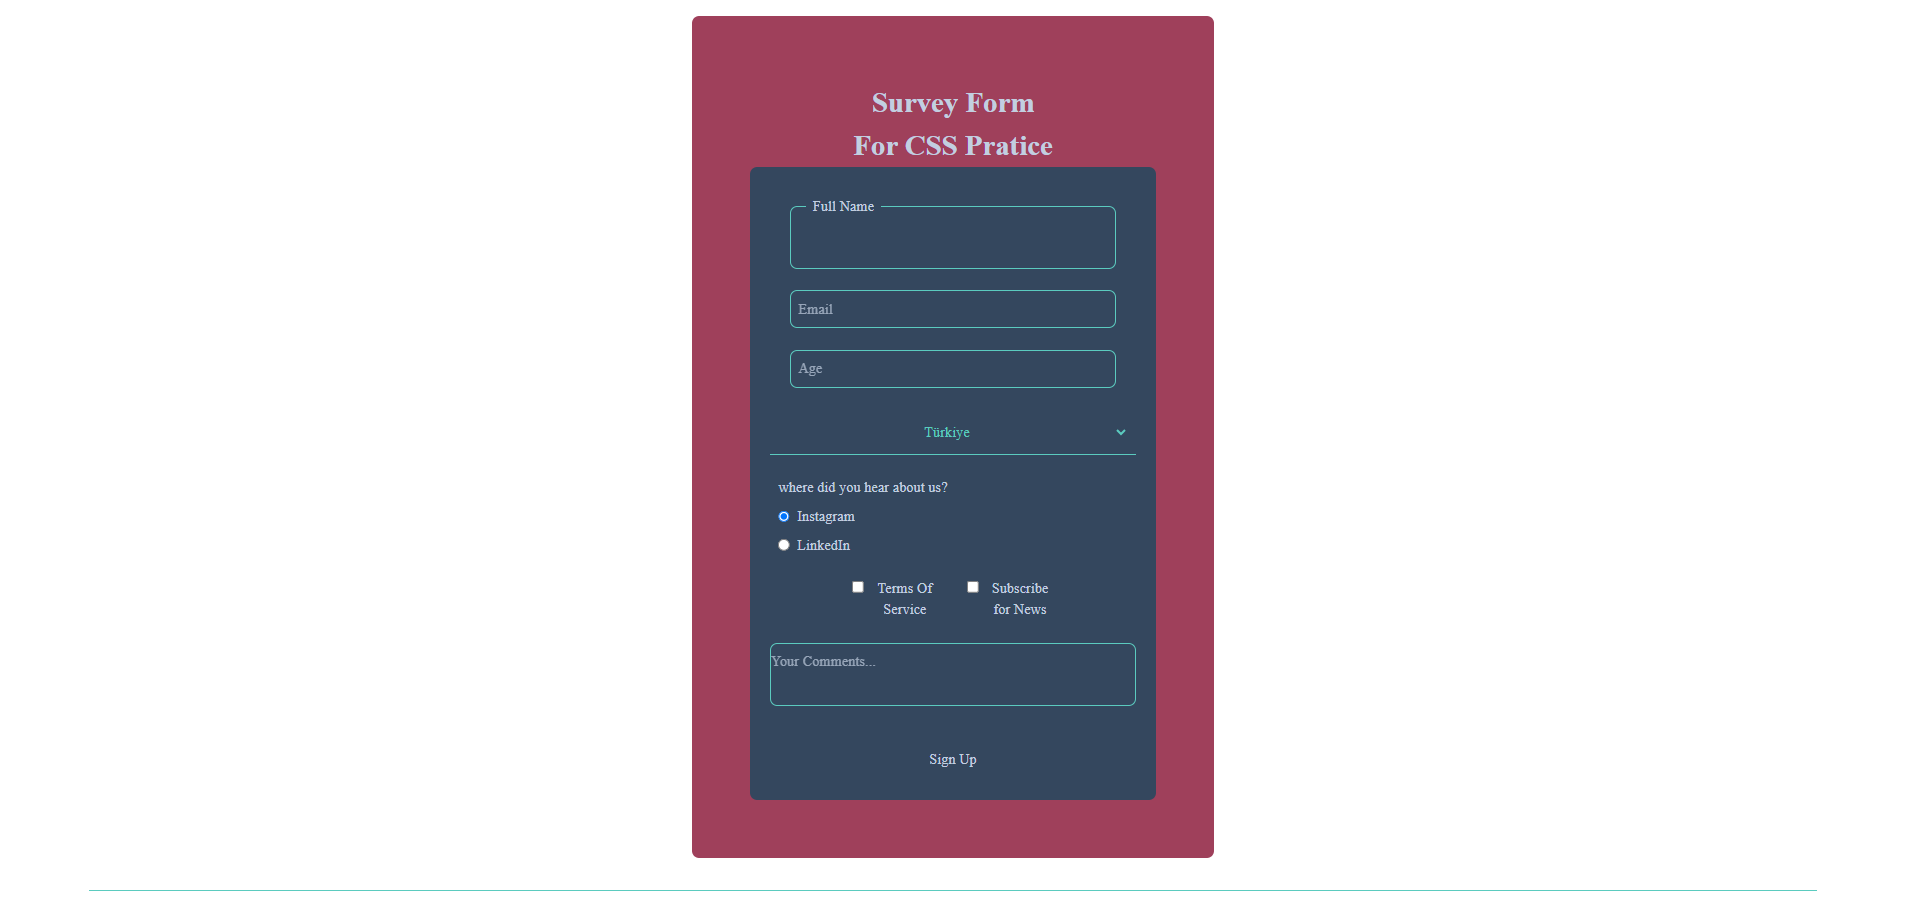 Survey Form
For CSS Pratice
Full Name
Email
Age
Türkiye
where did you hear about us?
Instagram
LinkedIn
Terms Of
Service
Subscribe
for News
Your Comments...
Sign Up